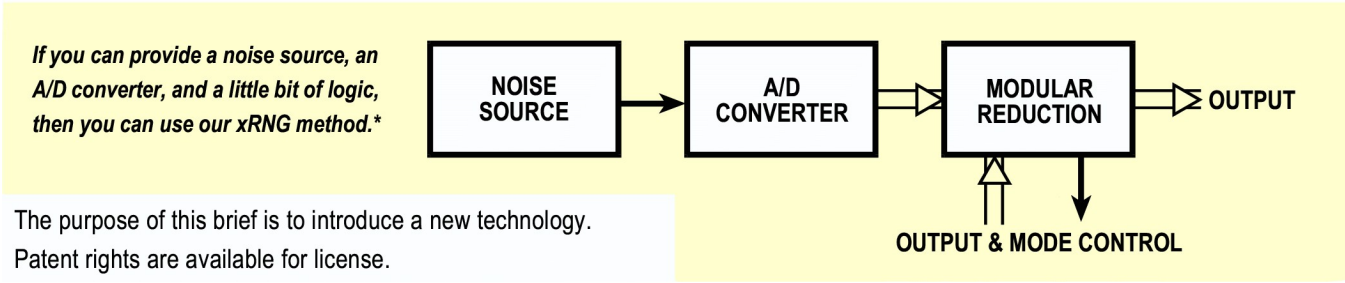 If you can provide a noise source, an
A/D converter, and a little bit of logic,
then you can use our xRNG method.*
NOISE
SOURCE
A/D
CONVERTER
MODULAR
REDUCTION
OUTPUT
OUTPUT & MODE CONTROL
The purpose of this brief is to introduce a new technology.
Patent rights are available for license.